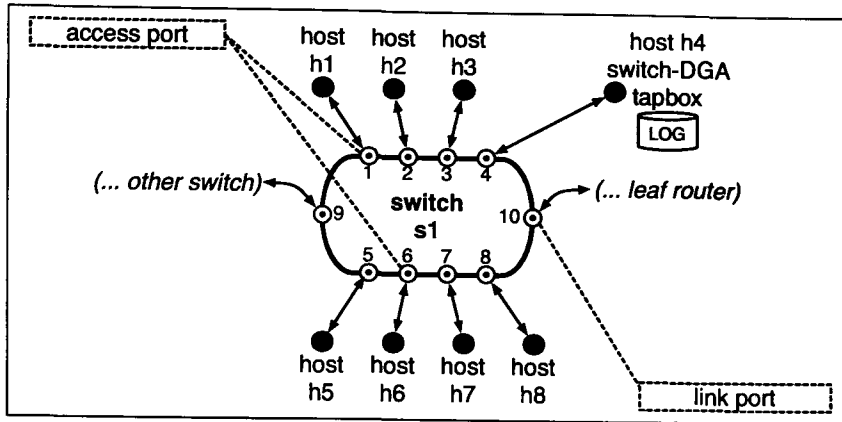 access port
host
h1
host
h2
host
h3
host h4
switch-DGA
tapbox
LOG
1
2
3
4
(... other switch)
9
switch
s1
10
(... leaf router)
5
6
7
8
host
h5
host
h6
host
h7
host
h8
link port